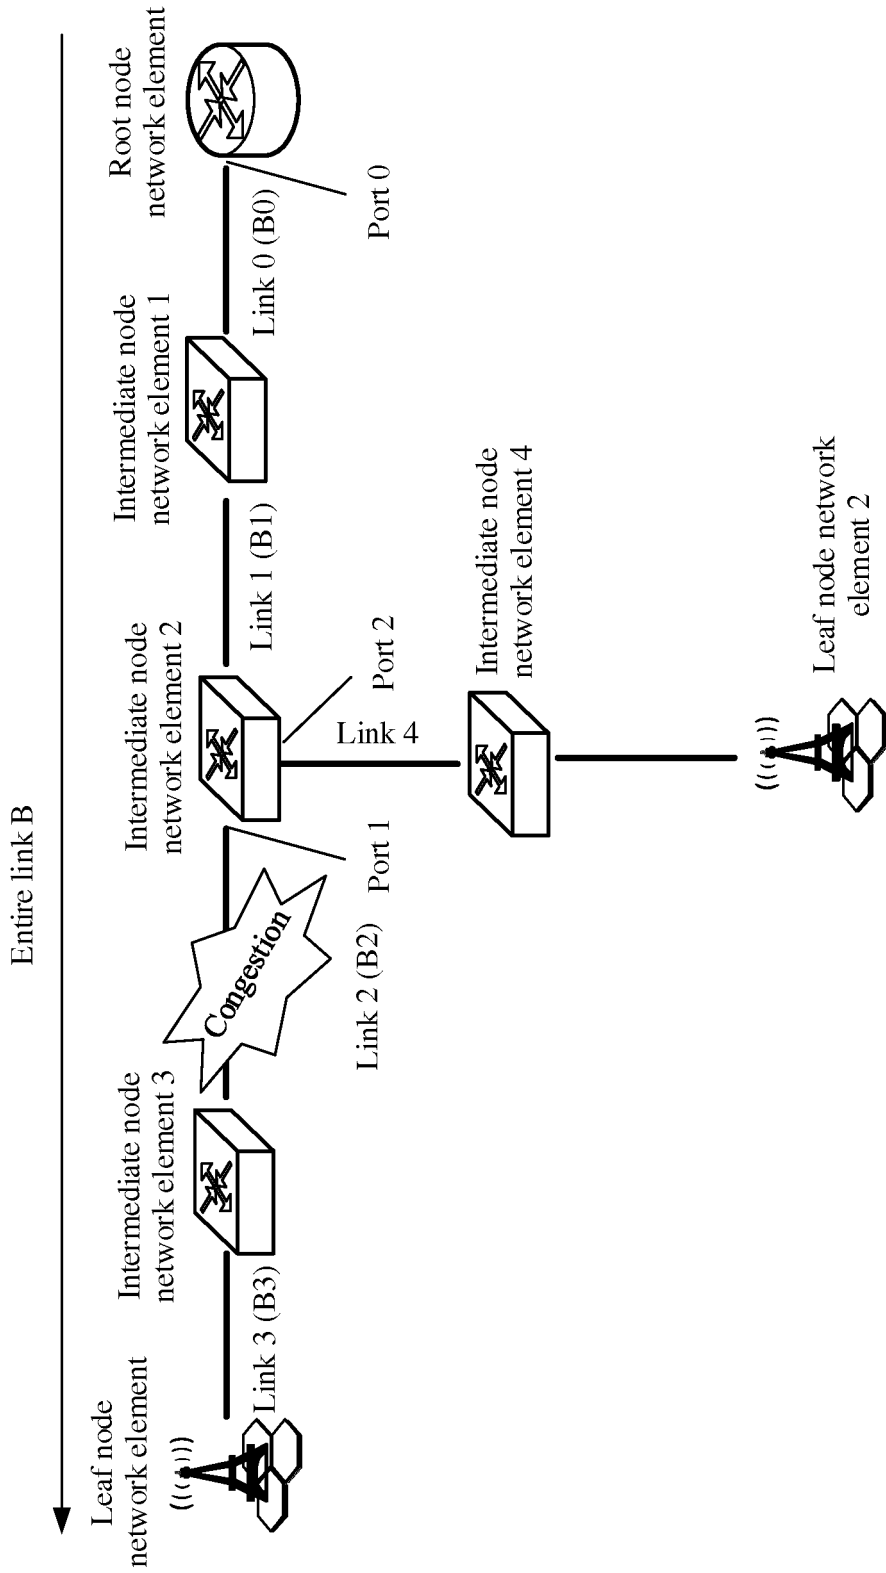 Entire link B
Leaf node
network element
Intermediate node
network element 3
Intermediate node
network element 2
Intermediate node
network element 1
Root node
network element
Link 3 (B3)
Congestion
Link 2 (B2)
Port 1
Port 2
Link 1 (B1)
Link 0 (B0)
Port 0
Link 4
Intermediate node
network element 4
Leaf node network
element 2